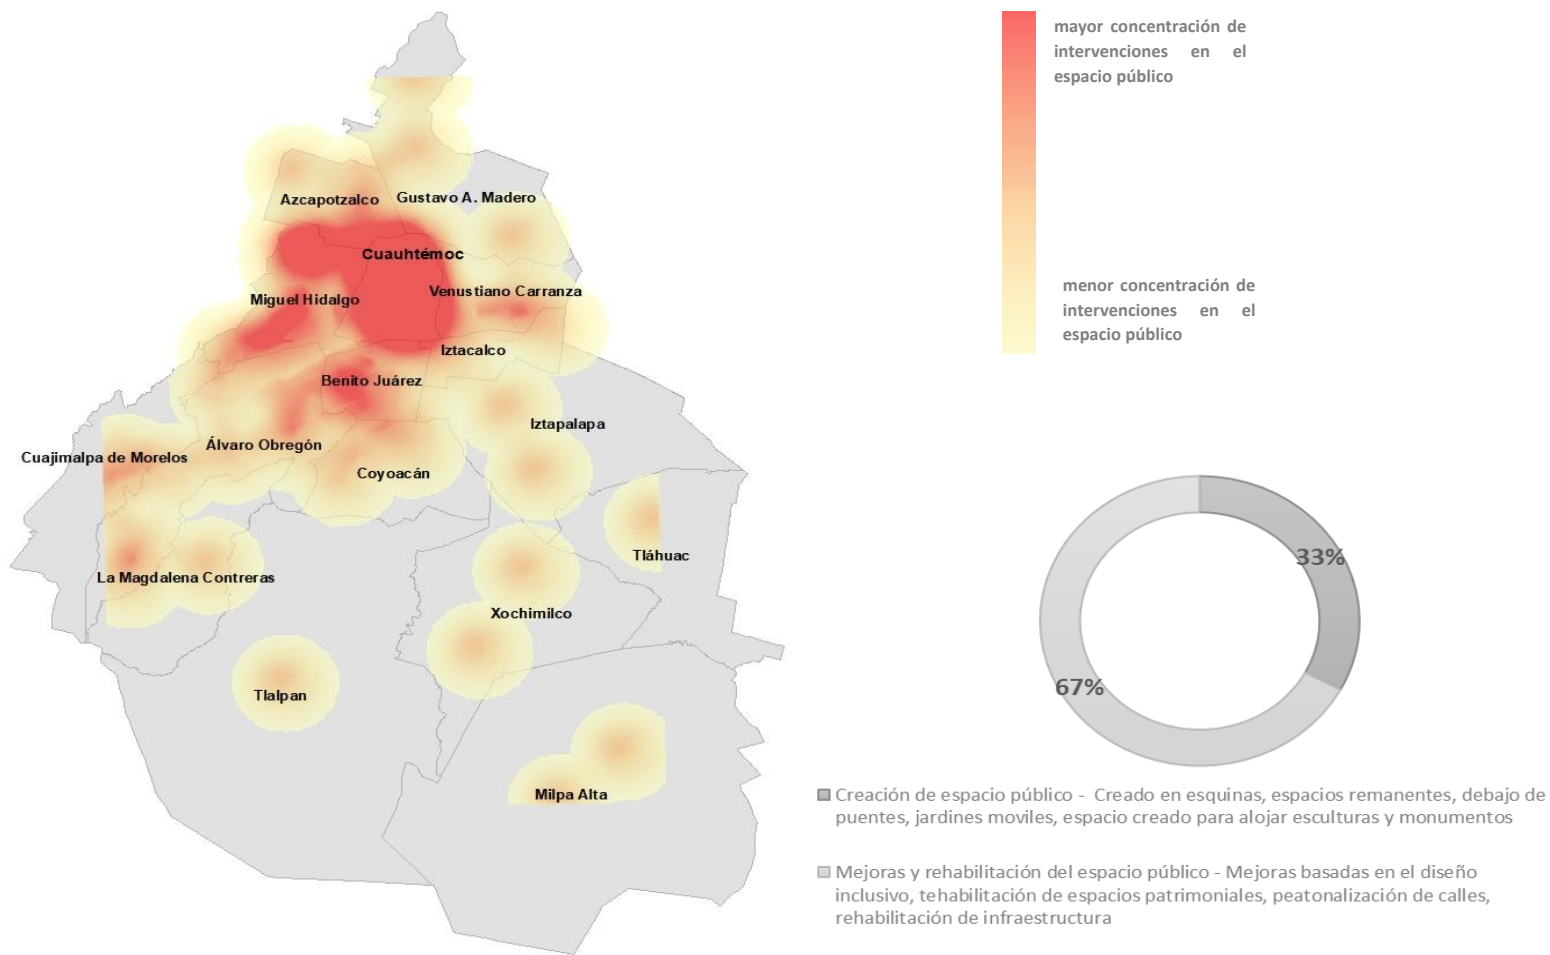 mayor concentración de
intervenciones en el
espacio público
menor concentración de
intervenciones en el
espacio público
Azcapotzalco
Gustavo A. Madero
Cuauhtémoc
Miguel Hidalgo
Venustiano Carranza
Iztacalco
Benito Juárez
Iztapalapa
Álvaro Obregón
Cuajimalpa de Morelos
Coyoacán
Tláhuac
La Magdalena Contreras
Xochimilco
Tlalpan
Milpa Alta
33%
67%
Creación de espacio público - Creado en esquinas, espacios remanentes, debajo de
puentes, jardines moviles, espacio creado para alojar esculturas y monumentos
Mejoras y rehabilitación del espacio público - Mejoras basadas en el diseño
inclusivo, tehabilitación de espacios patrimoniales, peatonalización de calles,
rehabilitación de infraestructura